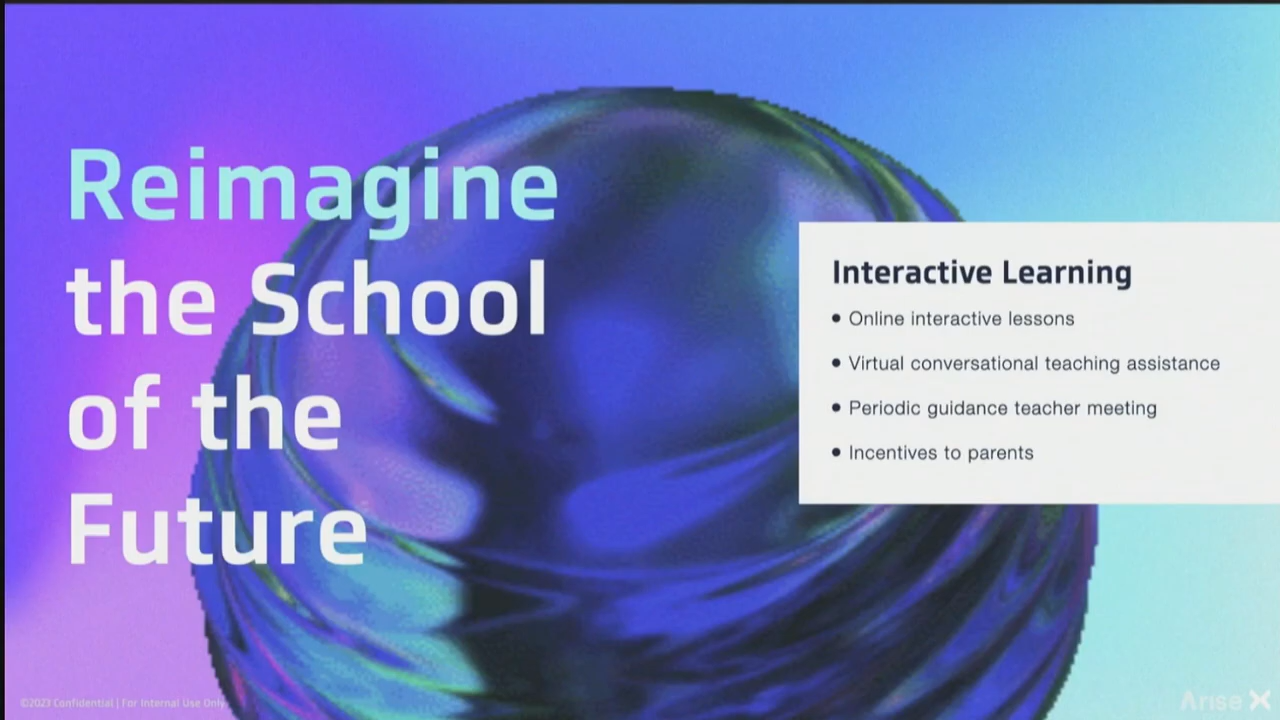 Reimagine
the School
of the
Future
Interactive Learning
• Online interactive lessons
• Virtual conversational teaching assistance
• Periodic guidance teacher meeting
• Incentives to parents
©2023 Confidential | For Internal Use Only
Arise X